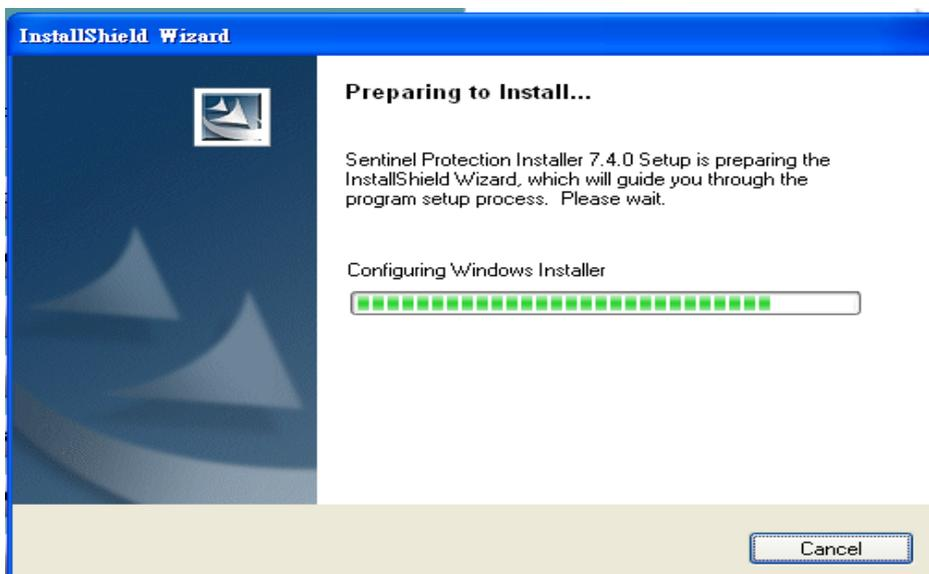 InstallShield Wizard
Preparing to Install...
Sentinel Protection Installer 7.4.0 Setup is preparing the
InstallShield Wizard, which will guide you through the
program setup process.  Please wait.
Configuring Windows Installer
Cancel